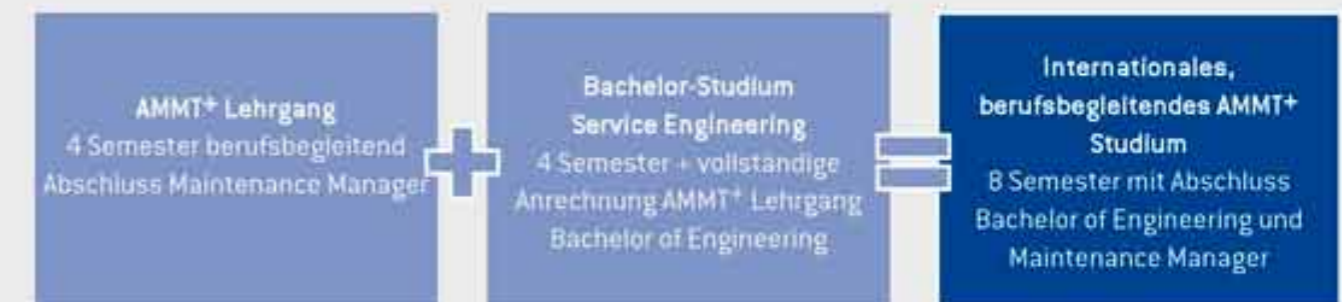 AMMT+ Lehrgang
4 Semester berufsbegleitend
Abschluss Maintenance Manager
+
Bachelor-Studium
Service Engineering
4 Semester + vollständige
Anrechnung AMMT+ Lehrgang
Bachelor of Engineering
=
Internationales,
berufsbegleitendes AMMT+
Studium
8 Semester mit Abschluss
Bachelor of Engineering und
Maintenance Manager